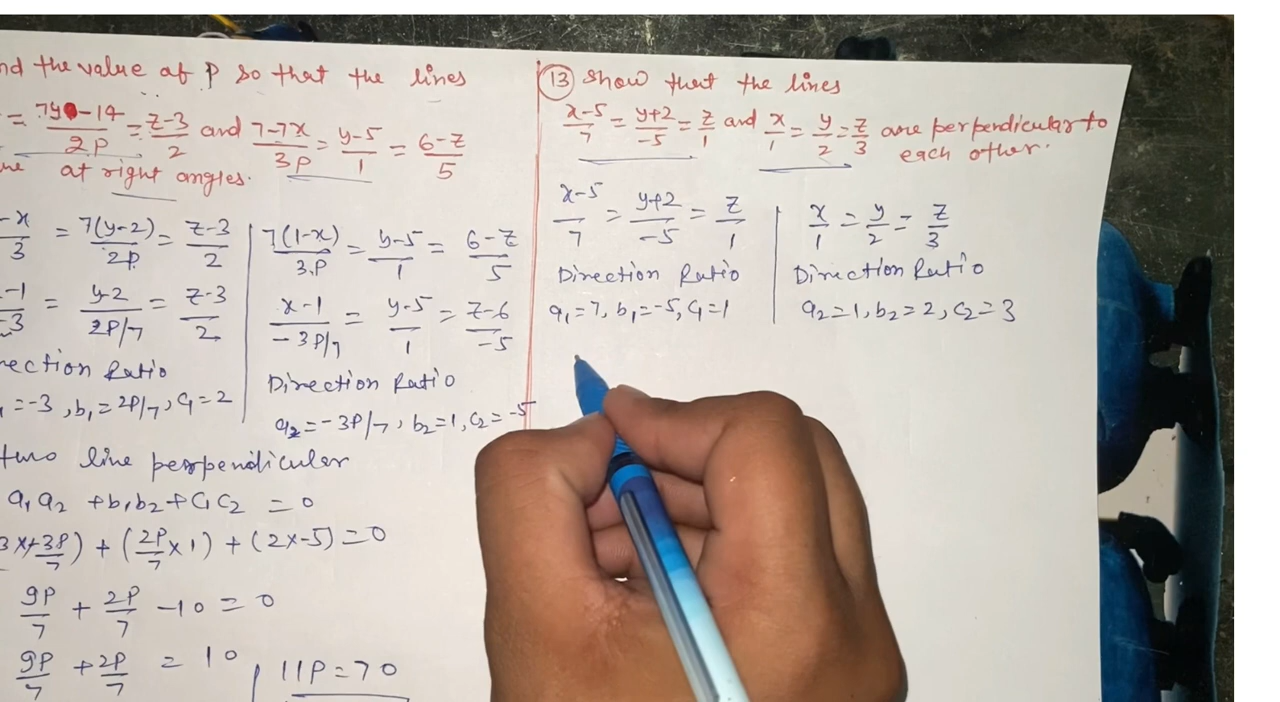 nd the value of P so that the lines
= 7y-14/2P = z-3/2 and 7-7x/3P = y-5/1 = 6-z/5
at right angles.
-x/3 = 7(y-2)/2P = z-3/2
-1/-3 = y-2/2P/7 = z-3/2
rection Ratio
= -3, b₁ = 2P/7, c₁ = 2
7(1-x)/3P = y-5/1 = 6-z/5
x-1/-3P/7 = y-5/1 = z-6/-5
Direction Ratio
a₂ = -3P/7, b₂ = 1, c₂ = -5
two line perpendicular
a₁a₂ + b₁b₂ + c₁c₂ = 0
3×+3P/7) + (2P/7 × 1) + (2×-5) = 0
9P/7 + 2P/7 - 10 = 0
9P/7 + 2P/7 = 10
11P = 70
13 Show that the lines
x-5/7 = y+2/-5 = z/1 and x/1 = y/2 = z/3 are perpendicular to
each other.
x-5/7 = y+2/-5 = z/1
Direction Ratio
a₁ = 7, b₁ = -5, c₁ = 1
x/1 = y/2 = z/3
Direction Ratio
a₂ = 1, b₂ = 2, c₂ = 3